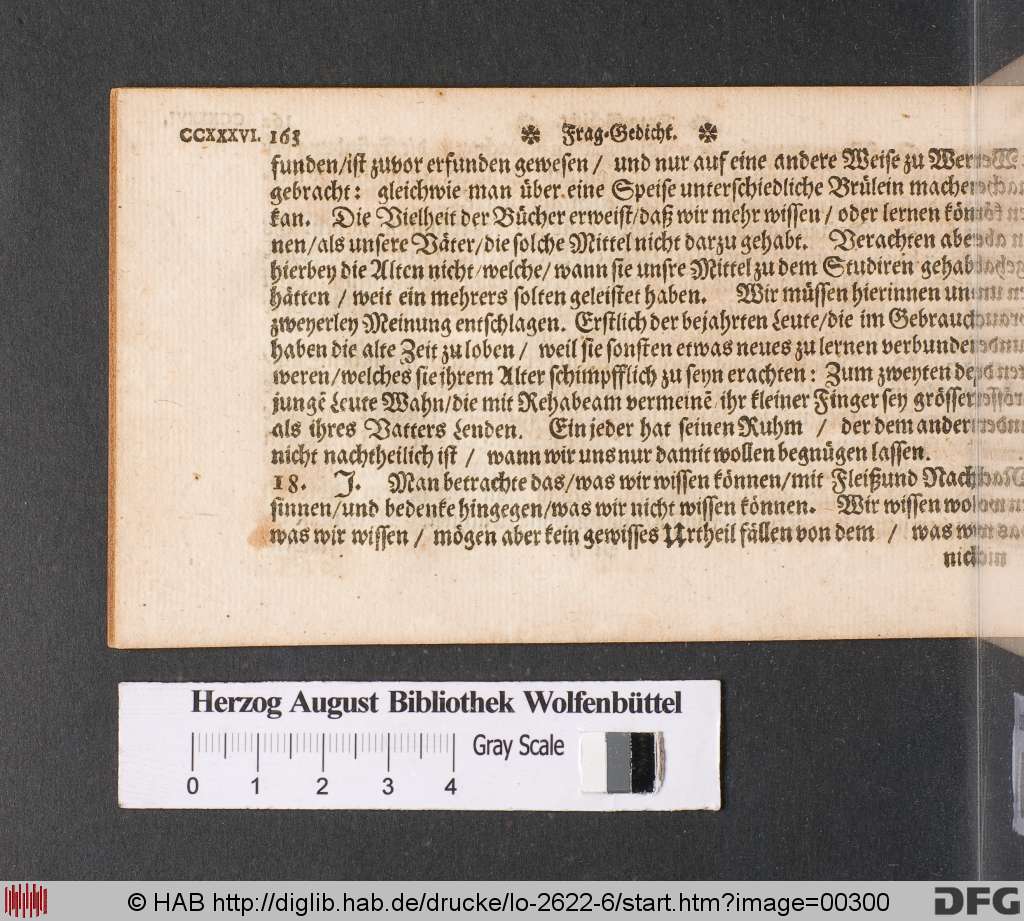 CCXXXVI. 163 ✼ Frag-Gedicht. ✼
funden/ist zuvor erfunden gewesen / und nur auf eine andere Weise zu Wer
gebracht: gleichwie man über eine Speise unterschiedliche Brülein machen
kan. Die Vielheit der Bücher erweist/daß wir mehr wissen / oder lernen kön-
nen/als unsere Väter/die solche Mittel nicht darzu gehabt. Verachten aber
hierbey die Alten nicht/welche/wann sie unsre Mittel zu dem Studiren gehabt
hätten / weit ein mehrers solten geleistet haben. Wir müssen hierinnen uns
zweyerley Meinung entschlagen. Erstlich der bejahrten Leute/die im Gebrauch
haben die alte Zeit zu loben / weil sie sonsten etwas neues zu lernen verbunden
weren/welches sie ihrem Alter schimpfflich zu seyn erachten: Zum zweyten der
jungẽ Leute Wahn/die mit Rehabeam vermeinẽ/ihr kleiner Finger sey grösser
als ihres Vatters Lenden. Ein jeder hat seinen Ruhm / der dem andern
nicht nachtheilich ist / wann wir uns nur damit wollen begnügen lassen.
18. J. Man betrachte das/was wir wissen können/mit Fleiß und Nach
sinnen/und bedenke hingegen/was wir nicht wissen können. Wir wissen wol
was wir wissen / mögen aber kein gewisses Urtheil fällen von dem / was wir
nich
Herzog August Bibliothek Wolfenbüttel
Gray Scale
0 1 2 3 4
© HAB http://diglib.hab.de/drucke/lo-2622-6/start.htm?image=00300
DFG